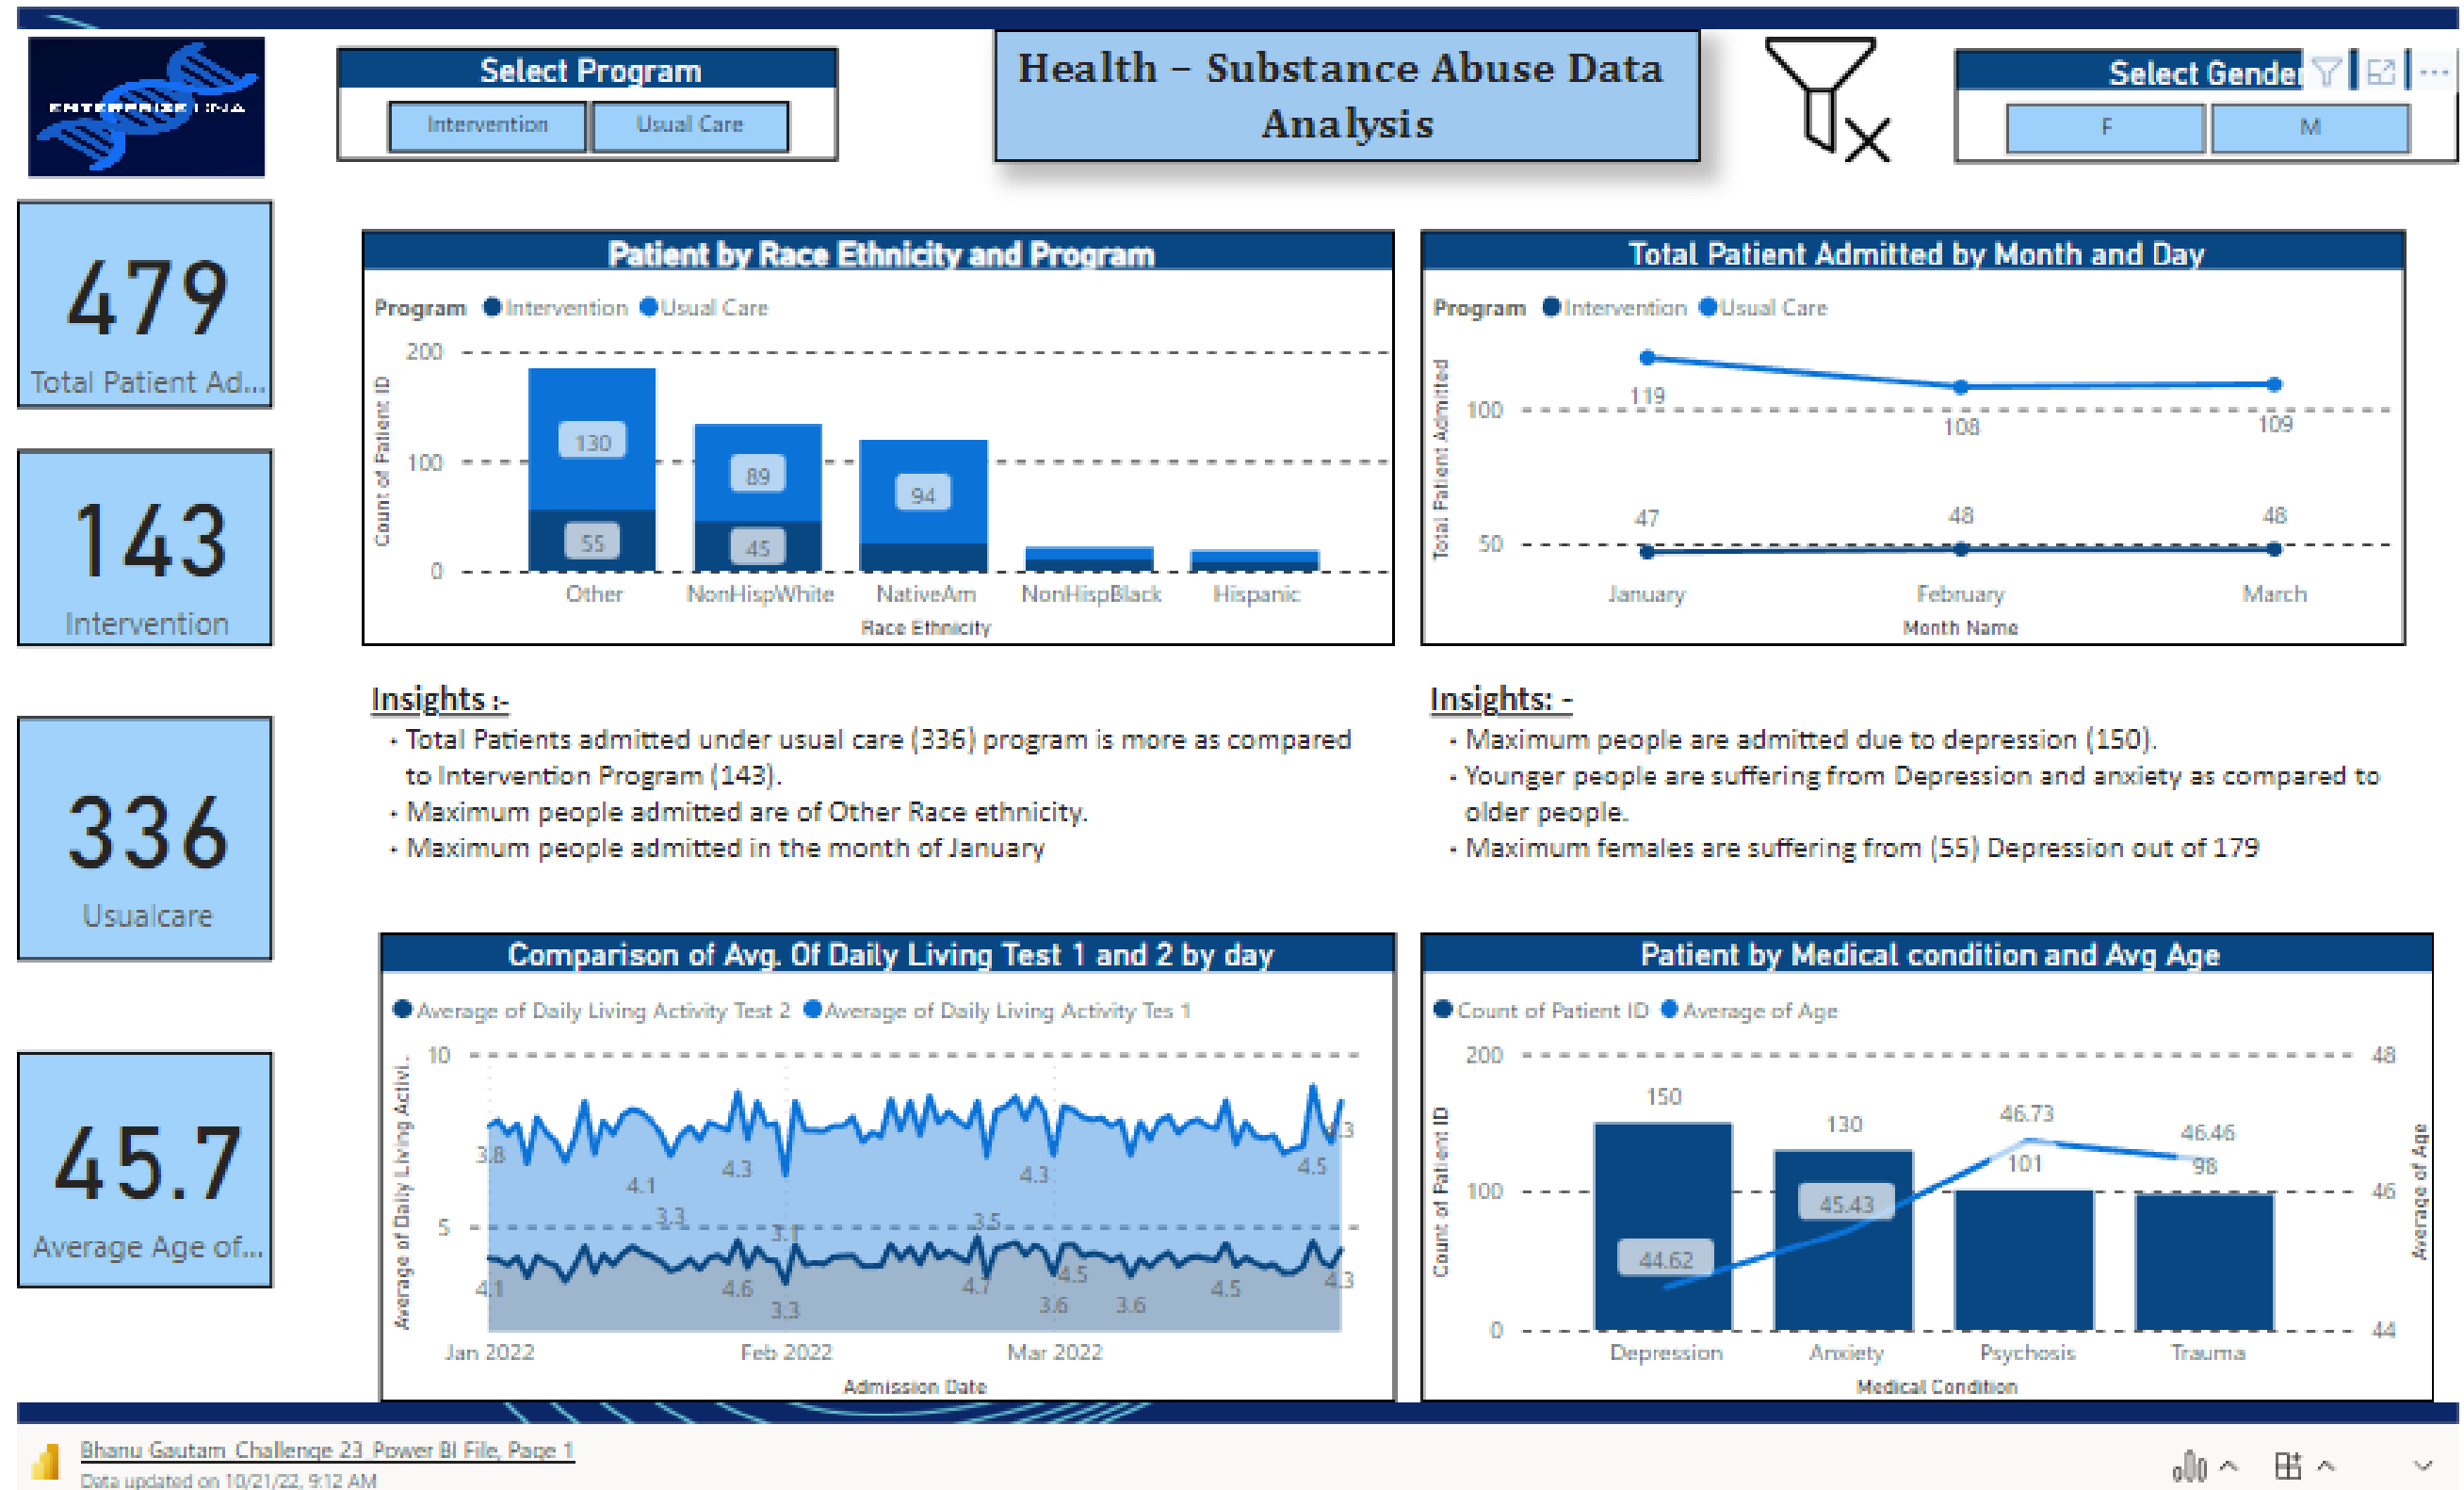 ENTERPRIZE DNA
Select Program
Intervention
Usual Care
Health – Substance Abuse Data
Analysis
Select Gender
F
M
479
Total Patient Ad...
143
Intervention
336
Usualcare
45.7
Average Age of...
Patient by Race Ethnicity and Program
Program Intervention Usual Care
Count of Patient ID
200
100
0
130
55
89
45
94
Other NonHispWhite NativeAm NonHispBlack Hispanic
Race Ethnicity
Total Patient Admitted by Month and Day
Program Intervention Usual Care
Total Patient Admitted
100
50
119
108
109
47
48
48
January February March
Month Name
Insights :-
• Total Patients admitted under usual care (336) program is more as compared
to Intervention Program (143).
• Maximum people admitted are of Other Race ethnicity.
• Maximum people admitted in the month of January
Insights: -
• Maximum people are admitted due to depression (150).
• Younger people are suffering from Depression and anxiety as compared to
older people.
• Maximum females are suffering from (55) Depression out of 179
Comparison of Avg. Of Daily Living Test 1 and 2 by day
Average of Daily Living Activity Test 2 Average of Daily Living Activity Tes 1
Average of Daily Living Activi..
10
5
3.8
4.1
3.3
4.3
3.1
3.5
4.3
4.5
4.3
4.1
4.6
3.3
4.7
4.5
3.6
3.6
4.5
4.3
Jan 2022 Feb 2022 Mar 2022
Admission Date
Patient by Medical condition and Avg Age
Count of Patient ID Average of Age
Count of Patient ID
200
100
0
150
130
101
98
44.62
45.43
46.73
46.46
48
46
44
Average of Age
Depression Anxiety Psychosis Trauma
Medical Condition
Bhanu Gautam_Challenge 23_Power BI File, Page 1
Data updated on 10/21/22, 9:12 AM